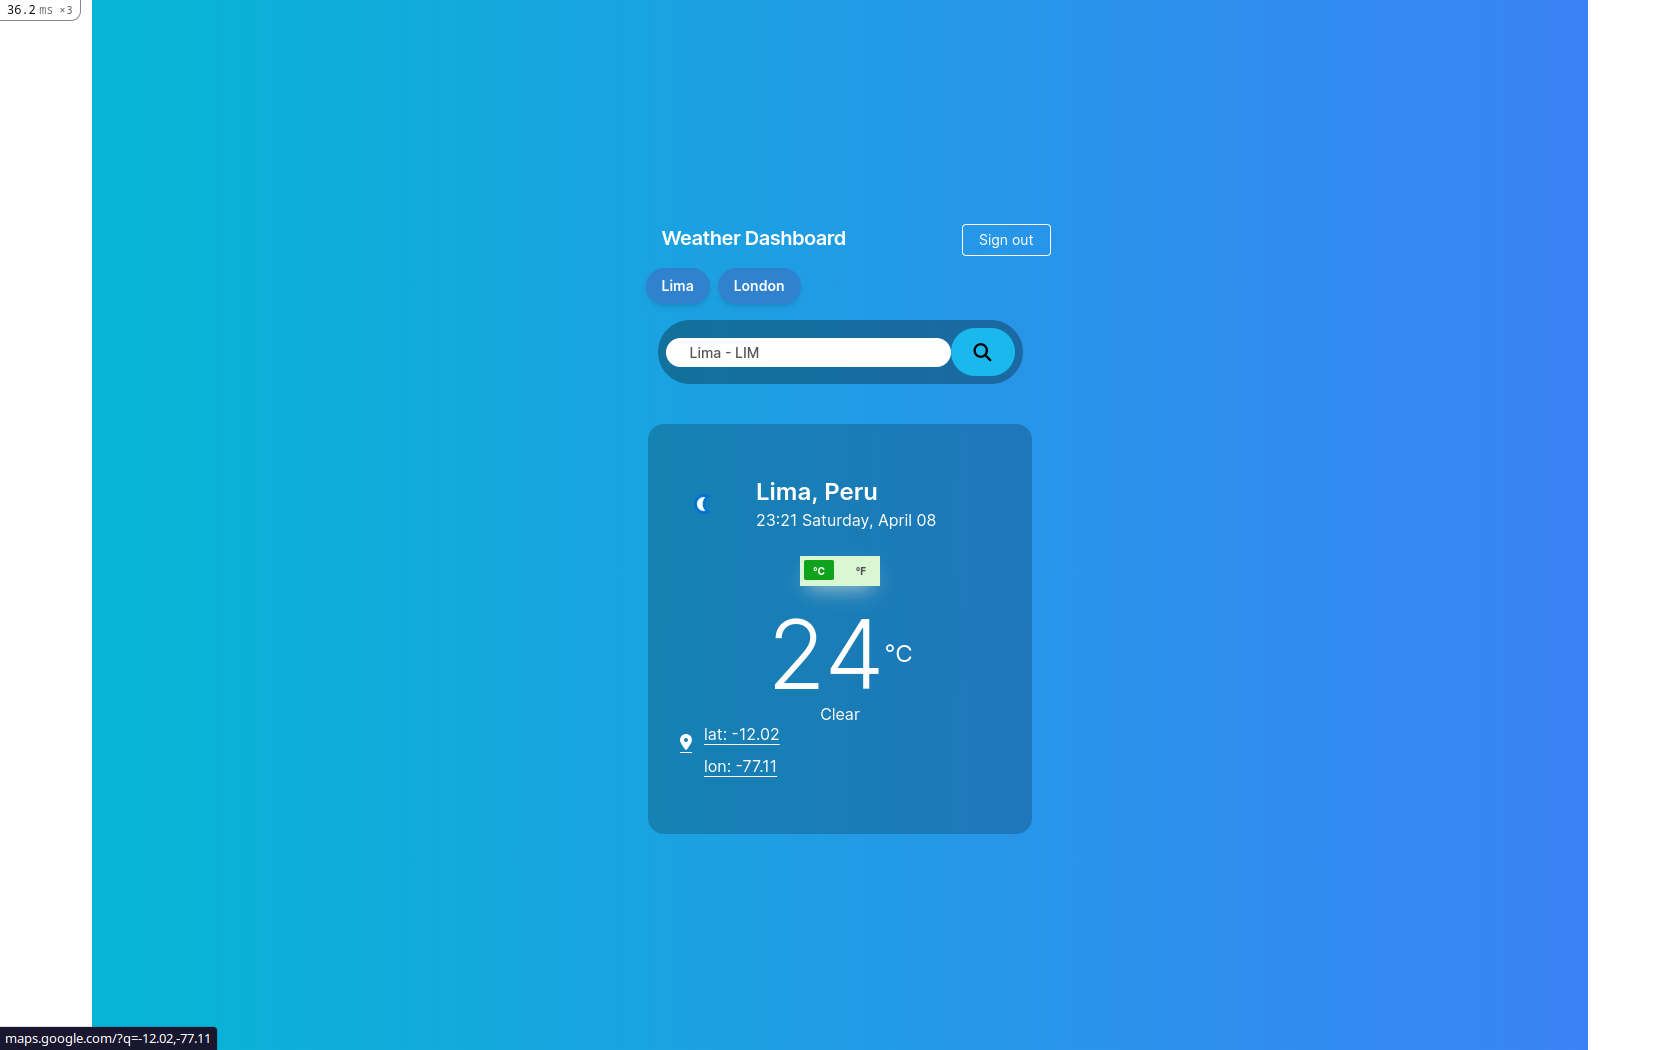 36.2 ms ×3
Weather Dashboard
Sign out
Lima London
Lima - LIM
Lima, Peru
23:21 Saturday, April 08
°C °F
24 °C
Clear
lat: -12.02
lon: -77.11
maps.google.com/?q=-12.02,-77.11